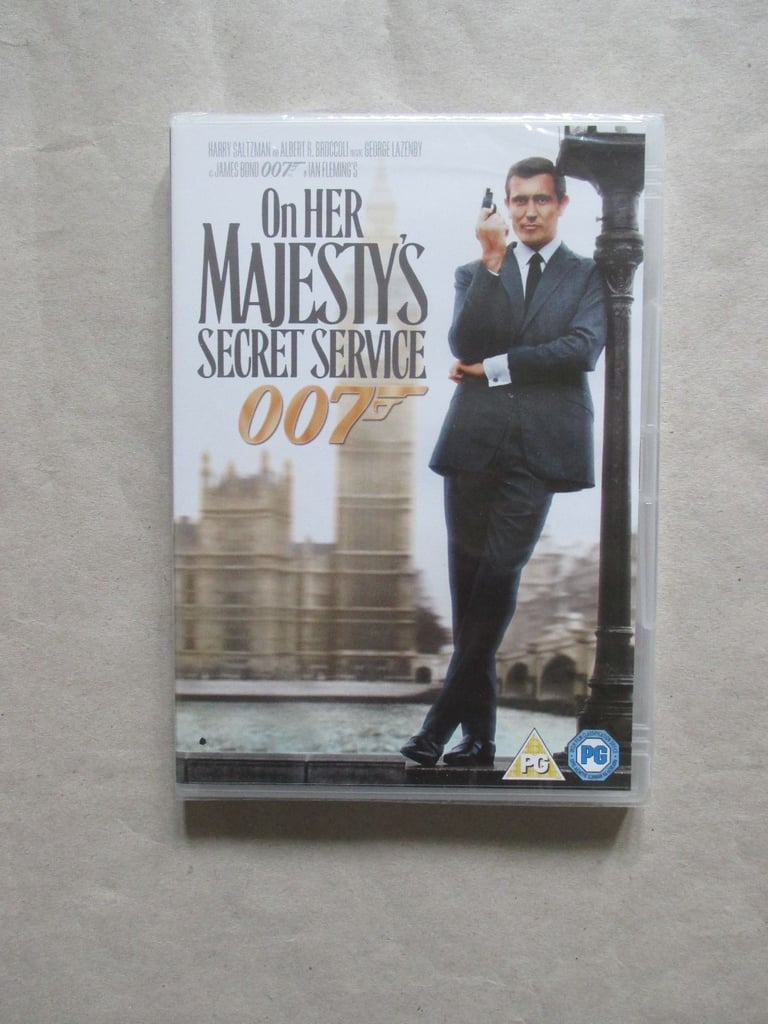 HARRY SALTZMAN AND ALBERT R. BROCCOLI PRESENT GEORGE LAZENBY
AS JAMES BOND 007 IN IAN FLEMING'S
On HER
MAJESTY'S
SECRET SERVICE
007
PG
PG